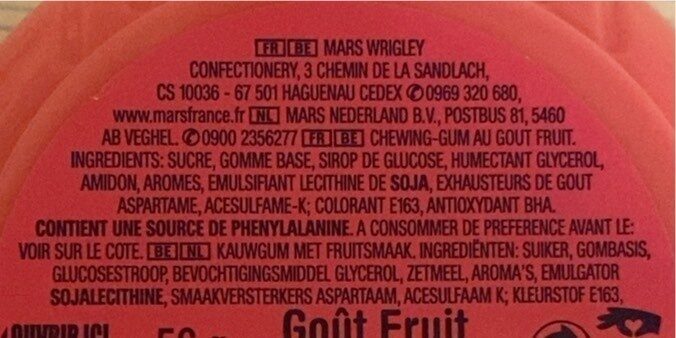 FR BE MARS WRIGLEY
CONFECTIONERY, 3 CHEMIN DE LA SANDLACH,
CS 10036 - 67 501 HAGUENAU CEDEX ✆0969 320 680,
www.marsfrance.fr NL MARS NEDERLAND B.V., POSTBUS 81, 5460
AB VEGHEL. ✆0900 2356277 FR BE CHEWING-GUM AU GOUT FRUIT.
INGREDIENTS: SUCRE, GOMME BASE, SIROP DE GLUCOSE, HUMECTANT GLYCEROL,
AMIDON, AROMES, EMULSIFIANT LECITHINE DE SOJA, EXHAUSTEURS DE GOUT
ASPARTAME, ACESULFAME-K; COLORANT E163, ANTIOXYDANT BHA.
CONTIENT UNE SOURCE DE PHENYLALANINE. A CONSOMMER DE PREFERENCE AVANT LE:
VOIR SUR LE COTE. BE NL KAUWGUM MET FRUITSMAAK. INGREDIËNTEN: SUIKER, GOMBASIS,
GLUCOSESTROOP, BEVOCHTIGINGSMIDDEL GLYCEROL, ZETMEEL, AROMA'S, EMULGATOR
SOJALECITHINE, SMAAKVERSTERKERS ASPARTAAM, ACESULFAAM K; KLEURSTOF E163,
OUVRIR ICI Goût Fruit